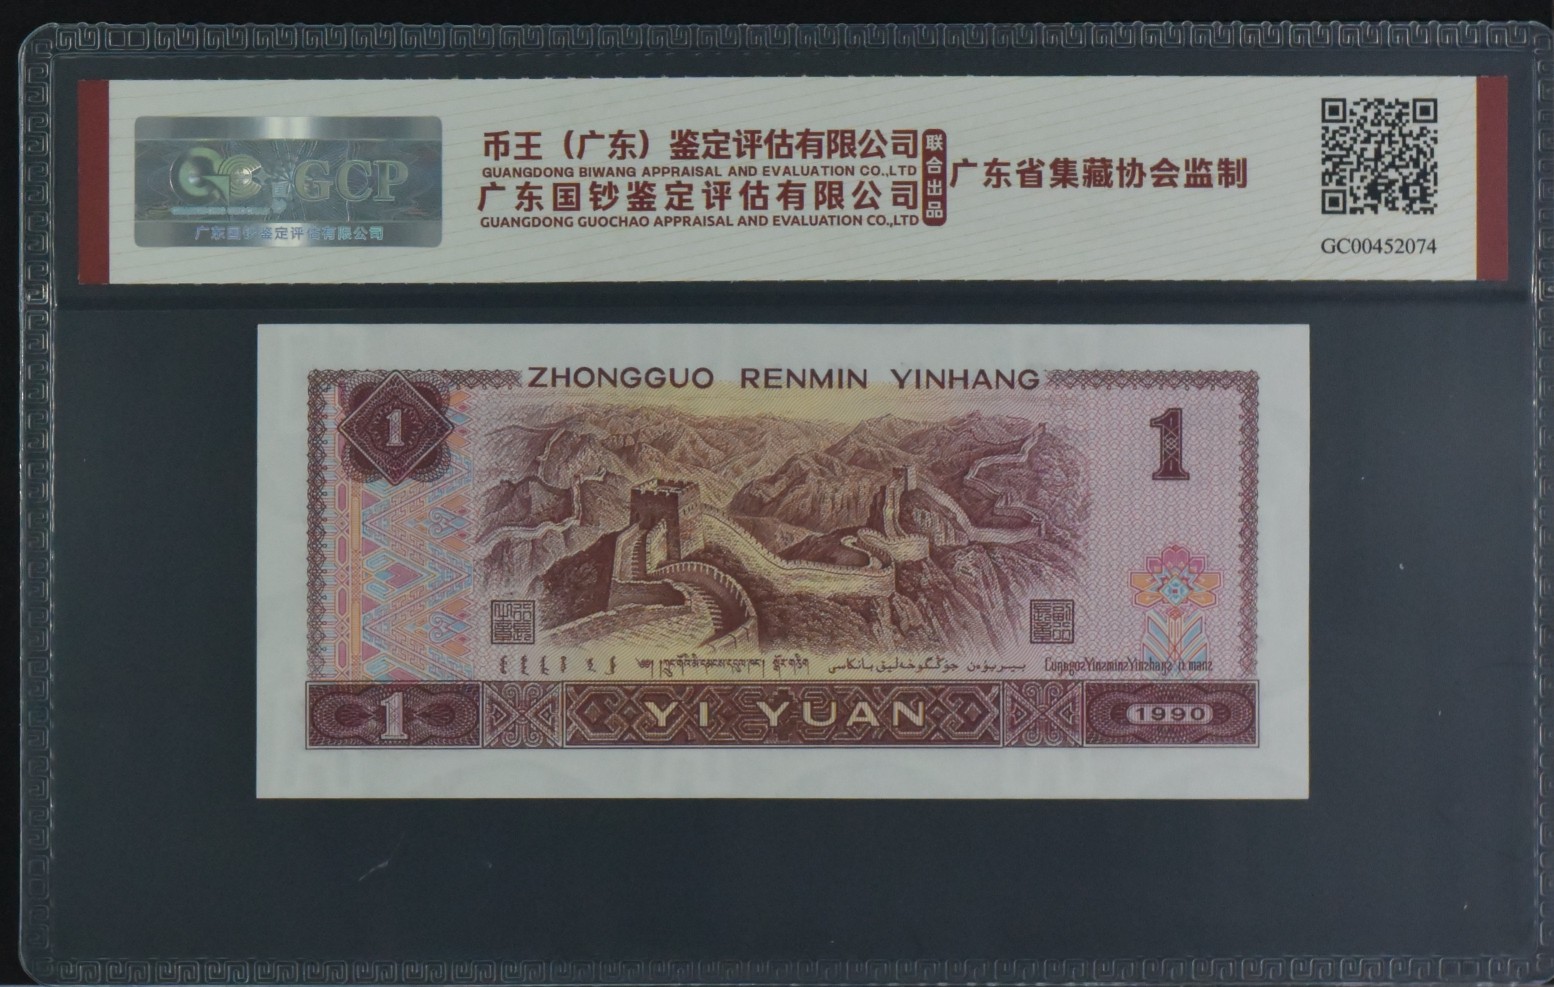 GCP
广东国钞鉴定评估有限公司
币王（广东）鉴定评估有限公司
GUANGDONG BIWANG APPRAISAL AND EVALUATION CO.,LTD
广东国钞鉴定评估有限公司
GUANGDONG GUOCHAO APPRAISAL AND EVALUATION CO.,LTD
联合出品
广东省集藏协会监制
GC00452074
ZHONGGUO RENMIN YINHANG
1
1
1
YI YUAN
1990